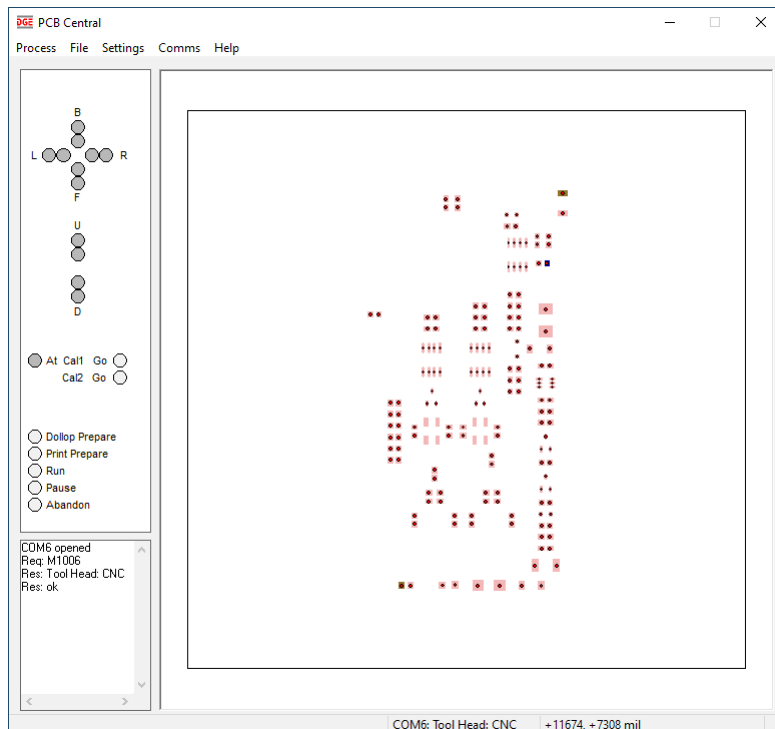 DGE PCB Central
Process File Settings Comms Help
B
L R
F
U
D
At Cal1 Go
Cal2 Go
Dollop Prepare
Print Prepare
Run
Pause
Abandon
COM6 opened
Req: M1006
Res: Tool Head: CNC
Res: ok
COM6: Tool Head: CNC +11674, +7308 mil